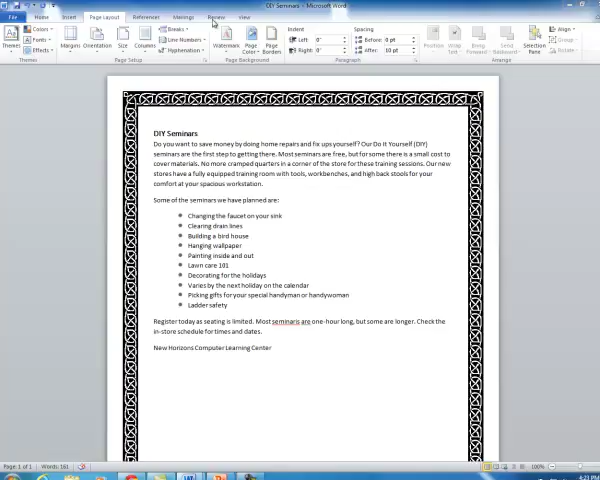 DIY Seminars - Microsoft Word
File Home Insert Page Layout References Mailings Review View
Themes Colors Fonts Effects Margins Orientation Size Columns Breaks Line Numbers Hyphenation Watermark Page Color Page Borders Indent Left: 0" Right: 0" Spacing Before: 0 pt After: 10 pt Position Wrap Text Bring Forward Send Backward Selection Pane Align Group Rotate
Themes Page Setup Page Background Paragraph Arrange
DIY Seminars
Do you want to save money by doing home repairs and fix ups yourself? Our Do It Yourself (DIY)
seminars are the first step to getting there. Most seminars are free, but for some there is a small cost to
cover materials. No more cramped quarters in a corner of the store for these training sessions. Our new
stores have a fully equipped training room with tools, workbenches, and high back stools for your
comfort at your spacious workstation.
Some of the seminars we have planned are:
Changing the faucet on your sink
Clearing drain lines
Building a bird house
Hanging wallpaper
Painting inside and out
Lawn care 101
Decorating for the holidays
Varies by the next holiday on the calendar
Picking gifts for your special handyman or handywoman
Ladder safety
Register today as seating is limited. Most seminaris are one-hour long, but some are longer. Check the
in-store schedule for times and dates.
New Horizons Computer Learning Center
Page: 1 of 1 Words: 161 100%
4:23 PM